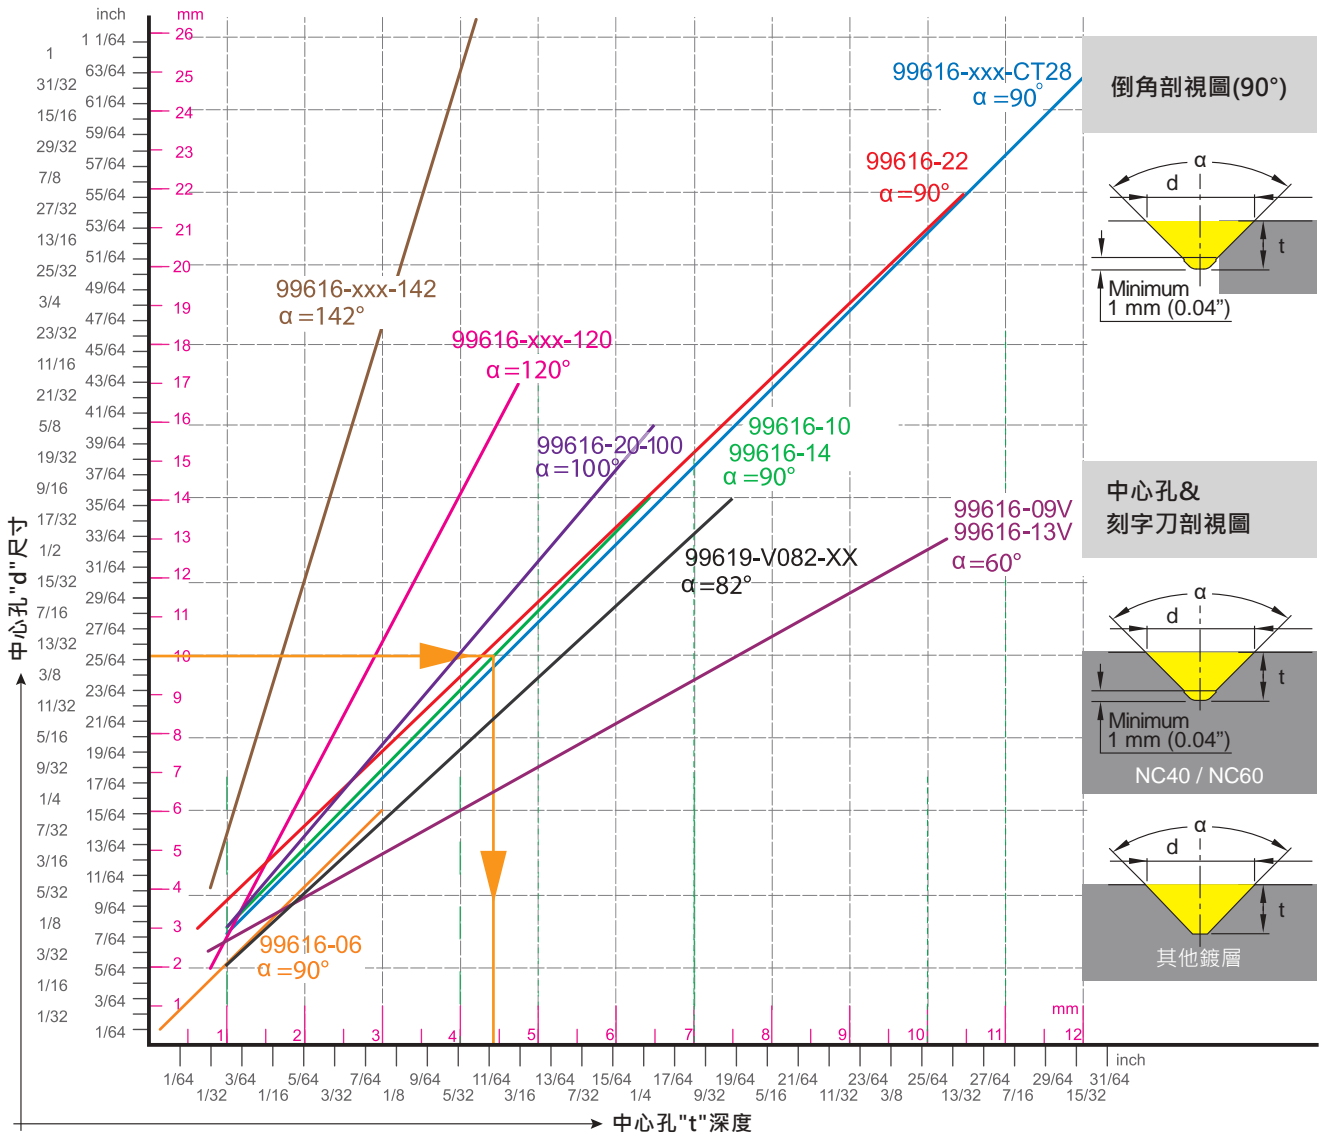 inch
mm
1 1/64
1
63/64
31/32
61/64
15/16
59/64
29/32
57/64
7/8
55/64
27/32
53/64
13/16
51/64
25/32
49/64
3/4
47/64
23/32
45/64
11/16
43/64
21/32
41/64
5/8
39/64
19/32
37/64
9/16
35/64
17/32
33/64
1/2
31/64
15/32
29/64
7/16
27/64
13/32
25/64
3/8
23/64
11/32
21/64
5/16
19/64
9/32
17/64
1/4
15/64
7/32
13/64
3/16
11/64
5/32
9/64
1/8
7/64
3/32
5/64
1/16
3/64
1/32
1/64
26
25
24
23
22
21
20
19
18
17
16
15
14
13
12
11
10
9
8
7
6
5
4
3
2
1
中心孔"d"尺寸
99616-xxx-CT28
α=90°
99616-22
α=90°
99616-xxx-142
α=142°
99616-xxx-120
α=120°
99616-20-100
α=100°
99616-10
99616-14
α=90°
99616-09V
99616-13V
α=60°
99619-V082-XX
α=82°
99616-06
α=90°
1 2 3 4 5 6 7 8 9 10 11 12
mm
inch
1/64 3/64 5/64 7/64 9/64 11/64 13/64 15/64 17/64 19/64 21/64 23/64 25/64 27/64 29/64 31/64
1/32 1/16 3/32 1/8 5/32 3/16 7/32 1/4 9/32 5/16 11/32 3/8 13/32 7/16 15/32
中心孔"t"深度
倒角剖視圖(90°)
α
d
t
Minimum
1 mm (0.04”)
中心孔&
刻字刀剖視圖
α
d
t
Minimum
1 mm (0.04”)
NC40 / NC60
α
d
t
其他鍍層